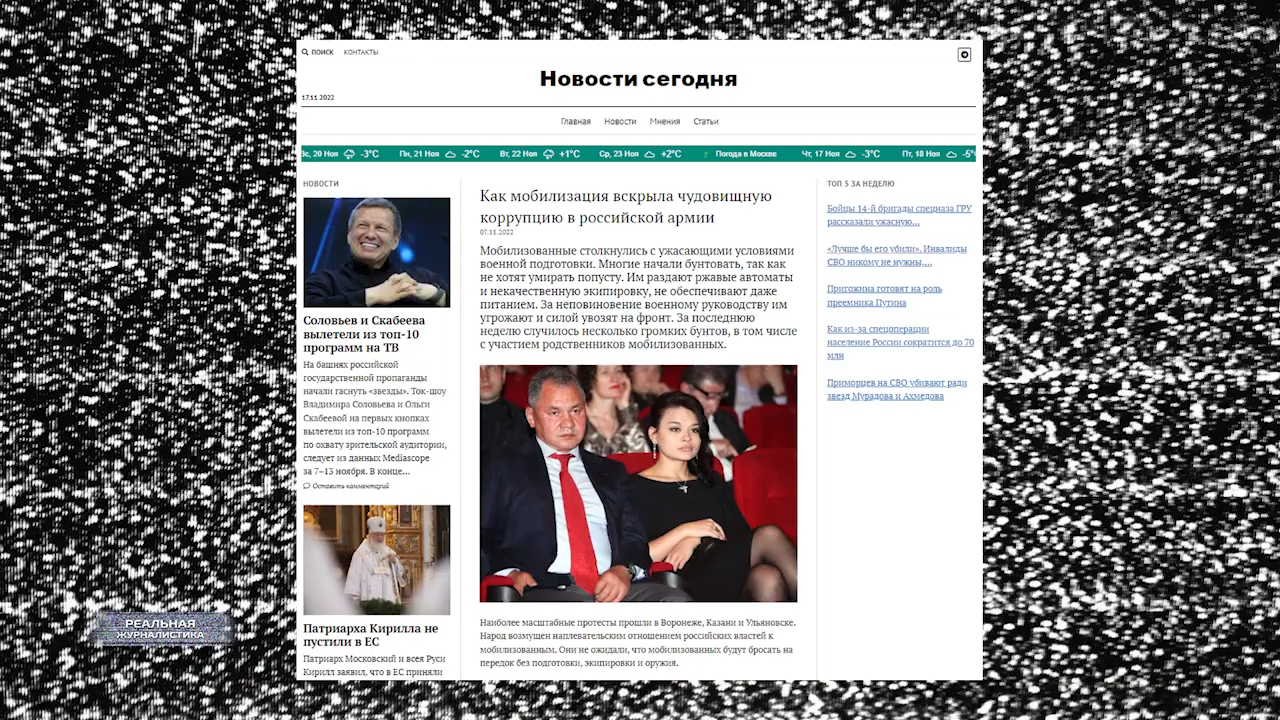 ПОИСК КОНТАКТЫ
Новости сегодня
17.11.2022
Главная Новости Мнения Статьи
Вс, 20 Ноя -3°C Пн, 21 Ноя -2°C Вт, 22 Ноя +1°C Ср, 23 Ноя +2°C Погода в Москве Чт, 17 Ноя -3°C Пт, 18 Ноя -5°
НОВОСТИ
Соловьев и Скабеева
вылетели из топ-10
программ на ТВ
На башнях российской
государственной пропаганды
начали гаснуть «звезды». Ток-шоу
Владимира Соловьева и Ольги
Скабеевой на первых кнопках
вылетели из топ-10 программ
по охвату зрительской аудитории,
следует из данных Mediascope
за 7–13 ноября. В конце...
Оставить комментарий
Патриарха Кирилла не
пустили в ЕС
Патриарх Московский и всея Руси
Кирилл заявил, что в ЕС приняли
Как мобилизация вскрыла чудовищную
коррупцию в российской армии
07.11.2022
Мобилизованные столкнулись с ужасающими условиями
военной подготовки. Многие начали бунтовать, так как
не хотят умирать попусту. Им раздают ржавые автоматы
и некачественную экипировку, не обеспечивают даже
питанием. За неповиновение военному руководству им
угрожают и силой увозят на фронт. За последнюю
неделю случилось несколько громких бунтов, в том числе
с участием родственников мобилизованных.
Наиболее масштабные протесты прошли в Воронеже, Казани и Ульяновске.
Народ возмущен наплевательским отношением российских властей к
мобилизованным. Они не ожидали, что мобилизованных будут бросать на
передок без подготовки, экипировки и оружия.
ТОП 5 ЗА НЕДЕЛЮ
Бойцы 14-й бригады спецназа ГРУ
рассказали ужасную...
«Лучше бы его убили». Инвалиды
СВО никому не нужны,...
Пригожина готовят на роль
преемника Путина
Как из-за спецоперации
население России сократится до 70
млн
Приморцев на СВО убивают ради
звезд Мурадова и Ахмедова
РЕАЛЬНАЯ
ЖУРНАЛИСТИКА